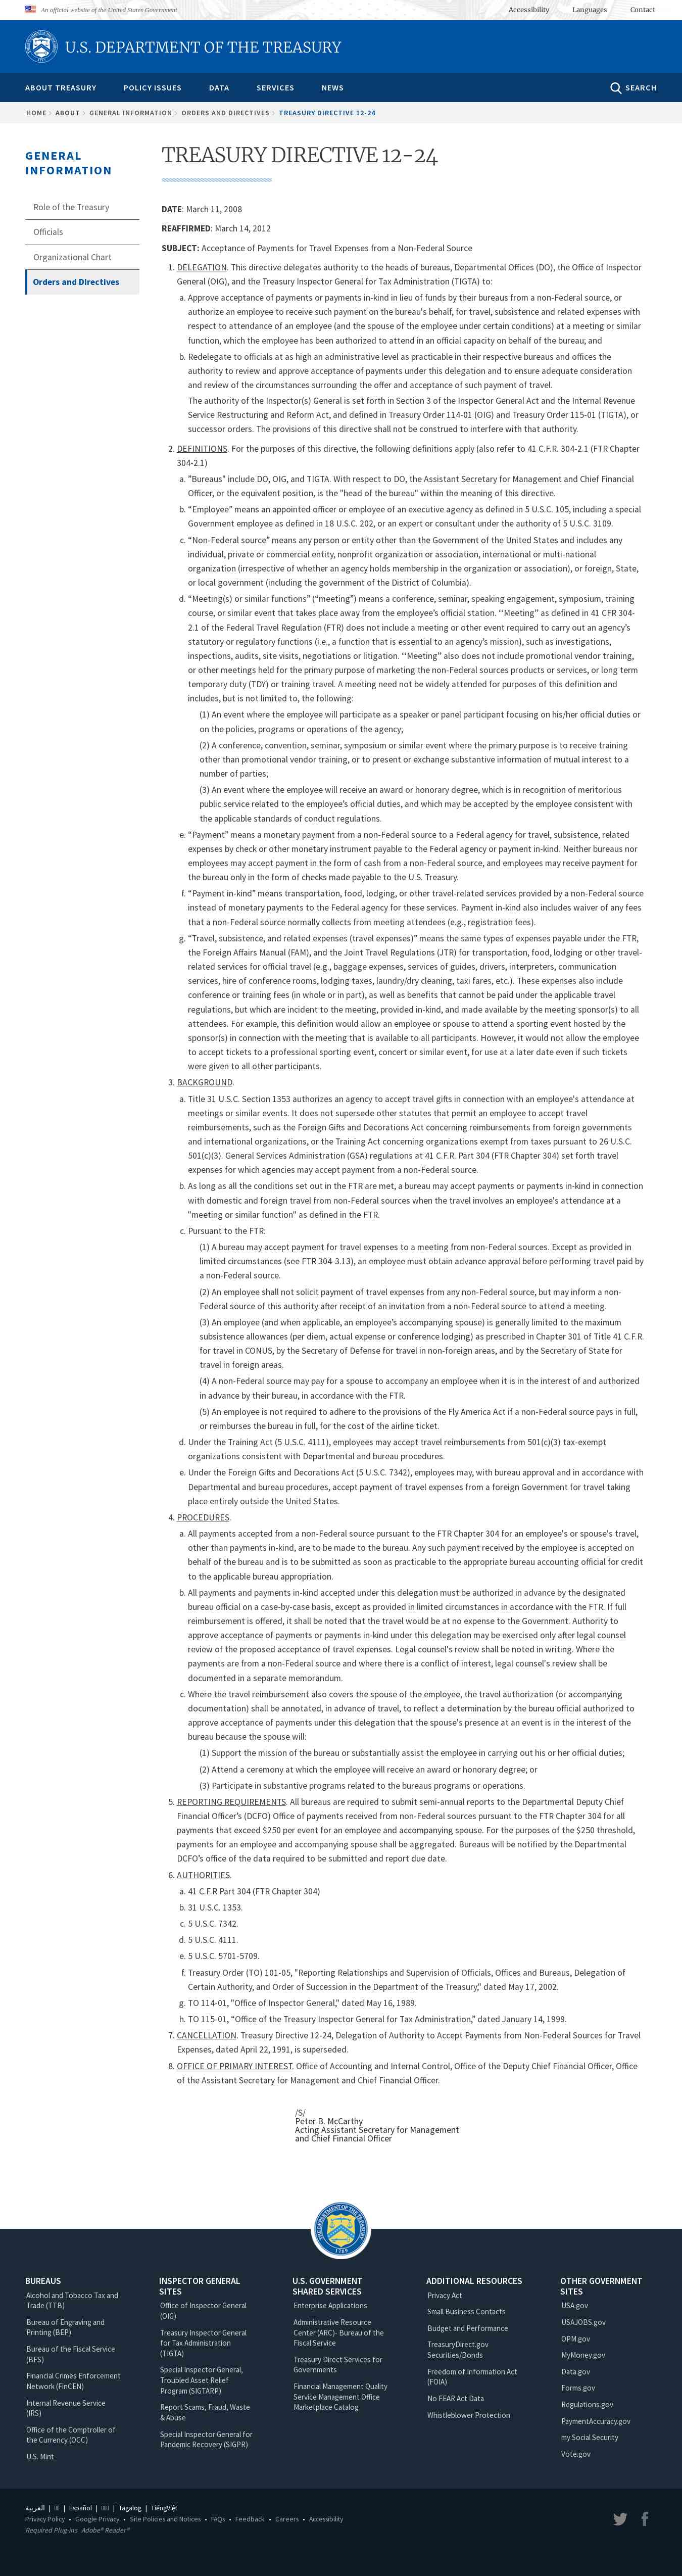 An official website of the United States Government
Accessibility Languages Contact
U.S. DEPARTMENT OF THE TREASURY
ABOUT TREASURY POLICY ISSUES DATA SERVICES NEWS SEARCH
HOME ABOUT GENERAL INFORMATION ORDERS AND DIRECTIVES TREASURY DIRECTIVE 12-24
GENERAL
INFORMATION
Role of the Treasury
Officials
Organizational Chart
Orders and Directives
TREASURY DIRECTIVE 12-24
DATE: March 11, 2008
REAFFIRMED: March 14, 2012
SUBJECT: Acceptance of Payments for Travel Expenses from a Non-Federal Source
1. DELEGATION. This directive delegates authority to the heads of bureaus, Departmental Offices (DO), the Office of Inspector
General (OIG), and the Treasury Inspector General for Tax Administration (TIGTA) to:
a. Approve acceptance of payments or payments in-kind in lieu of funds by their bureaus from a non-Federal source, or
authorize an employee to receive such payment on the bureau's behalf, for travel, subsistence and related expenses with
respect to attendance of an employee (and the spouse of the employee under certain conditions) at a meeting or similar
function, which the employee has been authorized to attend in an official capacity on behalf of the bureau; and
b. Redelegate to officials at as high an administrative level as practicable in their respective bureaus and offices the
authority to review and approve acceptance of payments under this delegation and to ensure adequate consideration
and review of the circumstances surrounding the offer and acceptance of such payment of travel.
The authority of the Inspector(s) General is set forth in Section 3 of the Inspector General Act and the Internal Revenue
Service Restructuring and Reform Act, and defined in Treasury Order 114-01 (OIG) and Treasury Order 115-01 (TIGTA), or
successor orders. The provisions of this directive shall not be construed to interfere with that authority.
2. DEFINITIONS. For the purposes of this directive, the following definitions apply (also refer to 41 C.F.R. 304-2.1 (FTR Chapter
304-2.1)
a. "Bureaus" include DO, OIG, and TIGTA. With respect to DO, the Assistant Secretary for Management and Chief Financial
Officer, or the equivalent position, is the "head of the bureau" within the meaning of this directive.
b. “Employee” means an appointed officer or employee of an executive agency as defined in 5 U.S.C. 105, including a special
Government employee as defined in 18 U.S.C. 202, or an expert or consultant under the authority of 5 U.S.C. 3109.
c. “Non-Federal source” means any person or entity other than the Government of the United States and includes any
individual, private or commercial entity, nonprofit organization or association, international or multi-national
organization (irrespective of whether an agency holds membership in the organization or association), or foreign, State,
or local government (including the government of the District of Columbia).
d. “Meeting(s) or similar functions” (“meeting”) means a conference, seminar, speaking engagement, symposium, training
course, or similar event that takes place away from the employee’s official station. ‘‘Meeting’’ as defined in 41 CFR 304-
2.1 of the Federal Travel Regulation (FTR) does not include a meeting or other event required to carry out an agency’s
statutory or regulatory functions (i.e., a function that is essential to an agency’s mission), such as investigations,
inspections, audits, site visits, negotiations or litigation. ‘‘Meeting’’ also does not include promotional vendor training,
or other meetings held for the primary purpose of marketing the non-Federal sources products or services, or long term
temporary duty (TDY) or training travel. A meeting need not be widely attended for purposes of this definition and
includes, but is not limited to, the following:
(1) An event where the employee will participate as a speaker or panel participant focusing on his/her official duties or
on the policies, programs or operations of the agency;
(2) A conference, convention, seminar, symposium or similar event where the primary purpose is to receive training
other than promotional vendor training, or to present or exchange substantive information of mutual interest to a
number of parties;
(3) An event where the employee will receive an award or honorary degree, which is in recognition of meritorious
public service related to the employee’s official duties, and which may be accepted by the employee consistent with
the applicable standards of conduct regulations.
e. “Payment” means a monetary payment from a non-Federal source to a Federal agency for travel, subsistence, related
expenses by check or other monetary instrument payable to the Federal agency or payment in-kind. Neither bureaus nor
employees may accept payment in the form of cash from a non-Federal source, and employees may receive payment for
the bureau only in the form of checks made payable to the U.S. Treasury.
f. “Payment in-kind” means transportation, food, lodging, or other travel-related services provided by a non-Federal source
instead of monetary payments to the Federal agency for these services. Payment in-kind also includes waiver of any fees
that a non-Federal source normally collects from meeting attendees (e.g., registration fees).
g. “Travel, subsistence, and related expenses (travel expenses)” means the same types of expenses payable under the FTR,
the Foreign Affairs Manual (FAM), and the Joint Travel Regulations (JTR) for transportation, food, lodging or other travel-
related services for official travel (e.g., baggage expenses, services of guides, drivers, interpreters, communication
services, hire of conference rooms, lodging taxes, laundry/dry cleaning, taxi fares, etc.). These expenses also include
conference or training fees (in whole or in part), as well as benefits that cannot be paid under the applicable travel
regulations, but which are incident to the meeting, provided in-kind, and made available by the meeting sponsor(s) to all
attendees. For example, this definition would allow an employee or spouse to attend a sporting event hosted by the
sponsor(s) in connection with the meeting that is available to all participants. However, it would not allow the employee
to accept tickets to a professional sporting event, concert or similar event, for use at a later date even if such tickets
were given to all other participants.
3. BACKGROUND.
a. Title 31 U.S.C. Section 1353 authorizes an agency to accept travel gifts in connection with an employee's attendance at
meetings or similar events. It does not supersede other statutes that permit an employee to accept travel
reimbursements, such as the Foreign Gifts and Decorations Act concerning reimbursements from foreign governments
and international organizations, or the Training Act concerning organizations exempt from taxes pursuant to 26 U.S.C.
501(c)(3). General Services Administration (GSA) regulations at 41 C.F.R. Part 304 (FTR Chapter 304) set forth travel
expenses for which agencies may accept payment from a non-Federal source.
b. As long as all the conditions set out in the FTR are met, a bureau may accept payments or payments in-kind in connection
with domestic and foreign travel from non-Federal sources when the travel involves an employee's attendance at a
"meeting or similar function" as defined in the FTR.
c. Pursuant to the FTR:
(1) A bureau may accept payment for travel expenses to a meeting from non-Federal sources. Except as provided in
limited circumstances (see FTR 304-3.13), an employee must obtain advance approval before performing travel paid by
a non-Federal source.
(2) An employee shall not solicit payment of travel expenses from any non-Federal source, but may inform a non-
Federal source of this authority after receipt of an invitation from a non-Federal source to attend a meeting.
(3) An employee (and when applicable, an employee’s accompanying spouse) is generally limited to the maximum
subsistence allowances (per diem, actual expense or conference lodging) as prescribed in Chapter 301 of Title 41 C.F.R.
for travel in CONUS, by the Secretary of Defense for travel in non-foreign areas, and by the Secretary of State for
travel in foreign areas.
(4) A non-Federal source may pay for a spouse to accompany an employee when it is in the interest of and authorized
in advance by their bureau, in accordance with the FTR.
(5) An employee is not required to adhere to the provisions of the Fly America Act if a non-Federal source pays in full,
or reimburses the bureau in full, for the cost of the airline ticket.
d. Under the Training Act (5 U.S.C. 4111), employees may accept travel reimbursements from 501(c)(3) tax-exempt
organizations consistent with Departmental and bureau procedures.
e. Under the Foreign Gifts and Decorations Act (5 U.S.C. 7342), employees may, with bureau approval and in accordance with
Departmental and bureau procedures, accept payment of travel expenses from a foreign Government for travel taking
place entirely outside the United States.
4. PROCEDURES.
a. All payments accepted from a non-Federal source pursuant to the FTR Chapter 304 for an employee's or spouse's travel,
other than payments in-kind, are to be made to the bureau. Any such payment received by the employee is accepted on
behalf of the bureau and is to be submitted as soon as practicable to the appropriate bureau accounting official for credit
to the applicable bureau appropriation.
b. All payments and payments in-kind accepted under this delegation must be authorized in advance by the designated
bureau official on a case-by-case basis, except as provided in limited circumstances in accordance with the FTR. If full
reimbursement is offered, it shall be noted that the travel would be at no expense to the Government. Authority to
approve acceptance of payments or payments in-kind under this delegation may be exercised only after legal counsel
review of the proposed acceptance of travel expenses. Legal counsel's review shall be noted in writing. Where the
payments are from a non-Federal source and where there is a conflict of interest, legal counsel's review shall be
documented in a separate memorandum.
c. Where the travel reimbursement also covers the spouse of the employee, the travel authorization (or accompanying
documentation) shall be annotated, in advance of travel, to reflect a determination by the bureau official authorized to
approve acceptance of payments under this delegation that the spouse's presence at an event is in the interest of the
bureau because the spouse will:
(1) Support the mission of the bureau or substantially assist the employee in carrying out his or her official duties;
(2) Attend a ceremony at which the employee will receive an award or honorary degree; or
(3) Participate in substantive programs related to the bureaus programs or operations.
5. REPORTING REQUIREMENTS. All bureaus are required to submit semi-annual reports to the Departmental Deputy Chief
Financial Officer’s (DCFO) Office of payments received from non-Federal sources pursuant to the FTR Chapter 304 for all
payments that exceed $250 per event for an employee and accompanying spouse. For the purposes of the $250 threshold,
payments for an employee and accompanying spouse shall be aggregated. Bureaus will be notified by the Departmental
DCFO’s office of the data required to be submitted and report due date.
6. AUTHORITIES.
a. 41 C.F.R Part 304 (FTR Chapter 304)
b. 31 U.S.C. 1353.
c. 5 U.S.C. 7342.
d. 5 U.S.C. 4111.
e. 5 U.S.C. 5701-5709.
f. Treasury Order (TO) 101-05, "Reporting Relationships and Supervision of Officials, Offices and Bureaus, Delegation of
Certain Authority, and Order of Succession in the Department of the Treasury," dated May 17, 2002.
g. TO 114-01, "Office of Inspector General," dated May 16, 1989.
h. TO 115-01, “Office of the Treasury Inspector General for Tax Administration,” dated January 14, 1999.
7. CANCELLATION. Treasury Directive 12-24, Delegation of Authority to Accept Payments from Non-Federal Sources for Travel
Expenses, dated April 22, 1991, is superseded.
8. OFFICE OF PRIMARY INTEREST. Office of Accounting and Internal Control, Office of the Deputy Chief Financial Officer, Office
of the Assistant Secretary for Management and Chief Financial Officer.
/S/
Peter B. McCarthy
Acting Assistant Secretary for Management
and Chief Financial Officer
BUREAUS
Alcohol and Tobacco Tax and
Trade (TTB)
Bureau of Engraving and
Printing (BEP)
Bureau of the Fiscal Service
(BFS)
Financial Crimes Enforcement
Network (FinCEN)
Internal Revenue Service
(IRS)
Office of the Comptroller of
the Currency (OCC)
U.S. Mint
INSPECTOR GENERAL
SITES
Office of Inspector General
(OIG)
Treasury Inspector General
for Tax Administration
(TIGTA)
Special Inspector General,
Troubled Asset Relief
Program (SIGTARP)
Report Scams, Fraud, Waste
& Abuse
Special Inspector General for
Pandemic Recovery (SIGPR)
U.S. GOVERNMENT
SHARED SERVICES
Enterprise Applications
Administrative Resource
Center (ARC)- Bureau of the
Fiscal Service
Treasury Direct Services for
Governments
Financial Management Quality
Service Management Office
Marketplace Catalog
ADDITIONAL RESOURCES
Privacy Act
Small Business Contacts
Budget and Performance
TreasuryDirect.gov
Securities/Bonds
Freedom of Information Act
(FOIA)
No FEAR Act Data
Whistleblower Protection
OTHER GOVERNMENT
SITES
USA.gov
USAJOBS.gov
OPM.gov
MyMoney.gov
Data.gov
Forms.gov
Regulations.gov
PaymentAccuracy.gov
my Social Security
Vote.gov
العربية | | Español | | Tagalog | TiếngViệt
Privacy Policy • Google Privacy • Site Policies and Notices • FAQs • Feedback • Careers • Accessibility
Required Plug-ins Adobe® Reader®